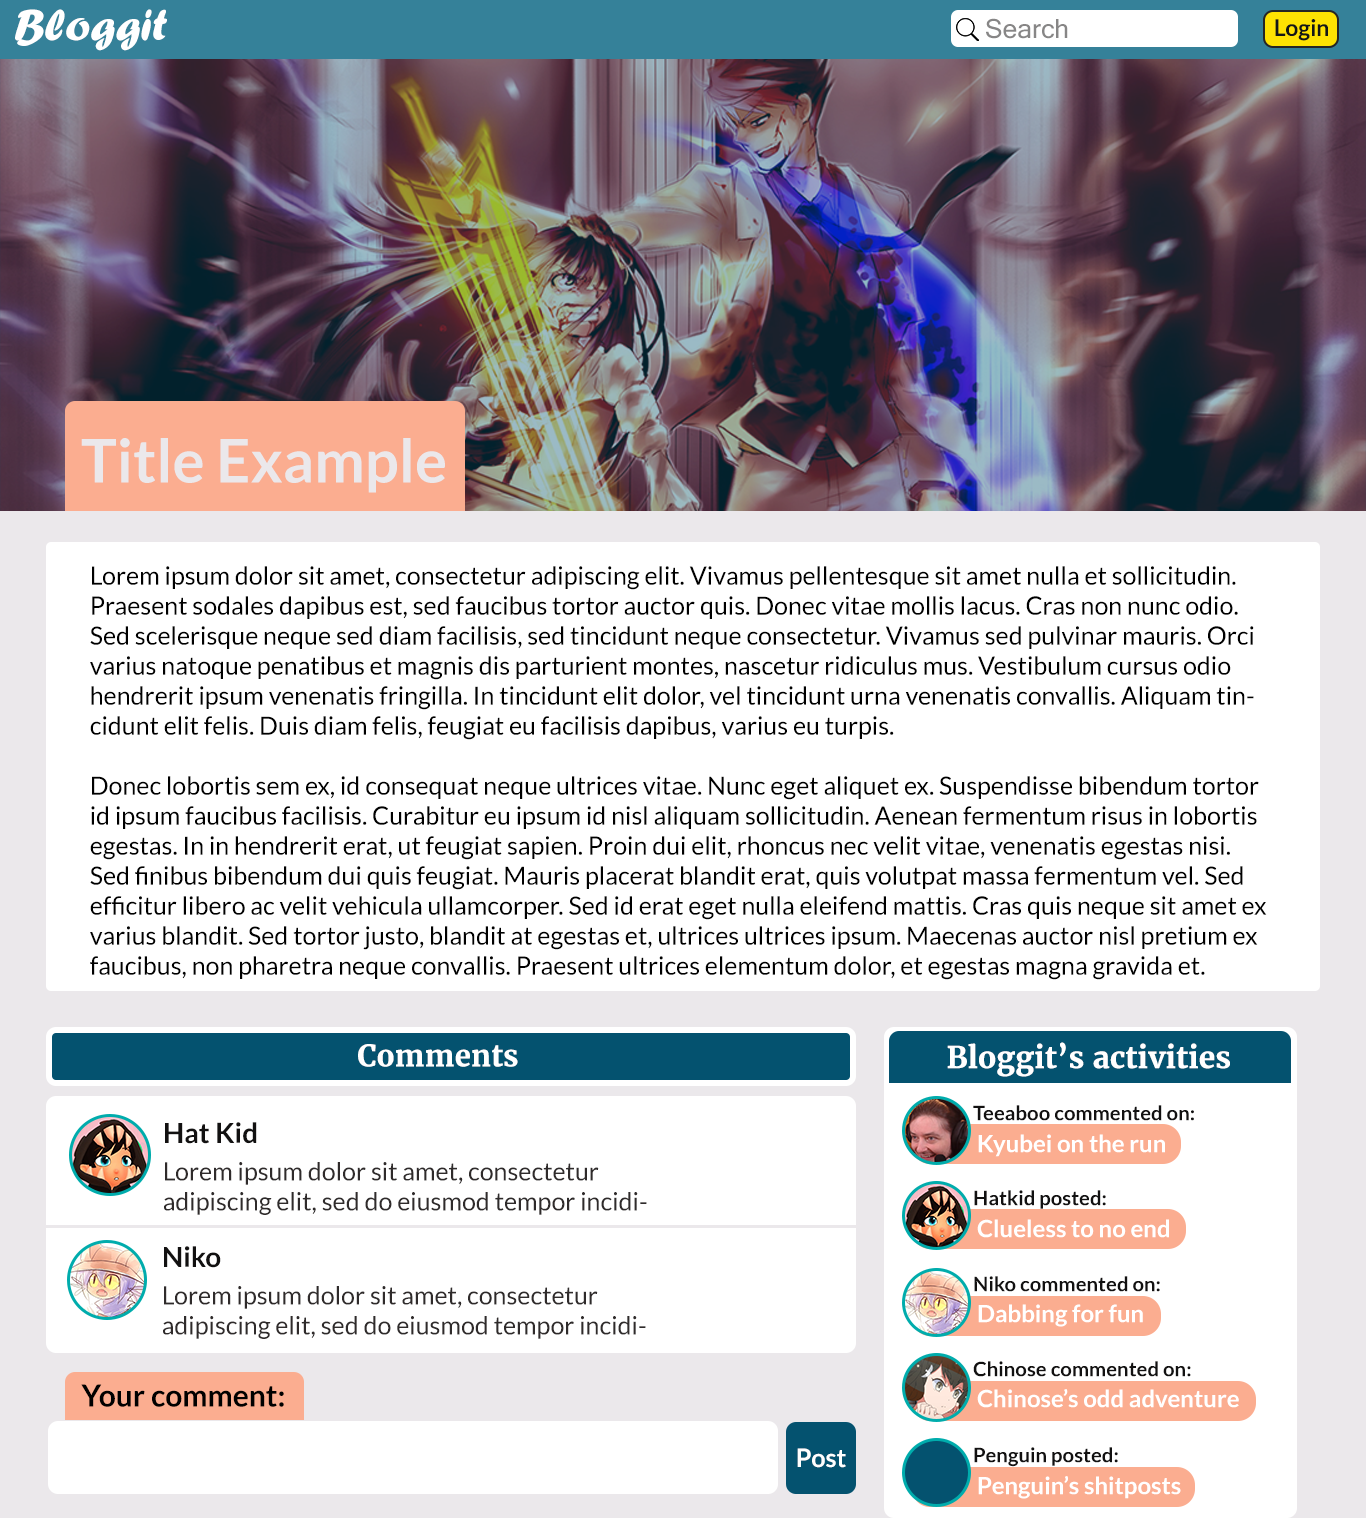 Bloggit
Search
Login
Title Example
Lorem ipsum dolor sit amet, consectetur adipiscing elit. Vivamus pellentesque sit amet nulla et sollicitudin.
Praesent sodales dapibus est, sed faucibus tortor auctor quis. Donec vitae mollis lacus. Cras non nunc odio.
Sed scelerisque neque sed diam facilisis, sed tincidunt neque consectetur. Vivamus sed pulvinar mauris. Orci
varius natoque penatibus et magnis dis parturient montes, nascetur ridiculus mus. Vestibulum cursus odio
hendrerit ipsum venenatis fringilla. In tincidunt elit dolor, vel tincidunt urna venenatis convallis. Aliquam tin-
cidunt elit felis. Duis diam felis, feugiat eu facilisis dapibus, varius eu turpis.
Donec lobortis sem ex, id consequat neque ultrices vitae. Nunc eget aliquet ex. Suspendisse bibendum tortor
id ipsum faucibus facilisis. Curabitur eu ipsum id nisl aliquam sollicitudin. Aenean fermentum risus in lobortis
egestas. In in hendrerit erat, ut feugiat sapien. Proin dui elit, rhoncus nec velit vitae, venenatis egestas nisi.
Sed finibus bibendum dui quis feugiat. Mauris placerat blandit erat, quis volutpat massa fermentum vel. Sed
efficitur libero ac velit vehicula ullamcorper. Sed id erat eget nulla eleifend mattis. Cras quis neque sit amet ex
varius blandit. Sed tortor justo, blandit at egestas et, ultrices ultrices ipsum. Maecenas auctor nisl pretium ex
faucibus, non pharetra neque convallis. Praesent ultrices elementum dolor, et egestas magna gravida et.
Comments
Hat Kid
Lorem ipsum dolor sit amet, consectetur
adipiscing elit, sed do eiusmod tempor incidi-
Niko
Lorem ipsum dolor sit amet, consectetur
adipiscing elit, sed do eiusmod tempor incidi-
Your comment:
Post
Bloggit’s activities
Teeaboo commented on:
Kyubei on the run
Hatkid posted:
Clueless to no end
Niko commented on:
Dabbing for fun
Chinose commented on:
Chinose’s odd adventure
Penguin posted:
Penguin’s shitposts